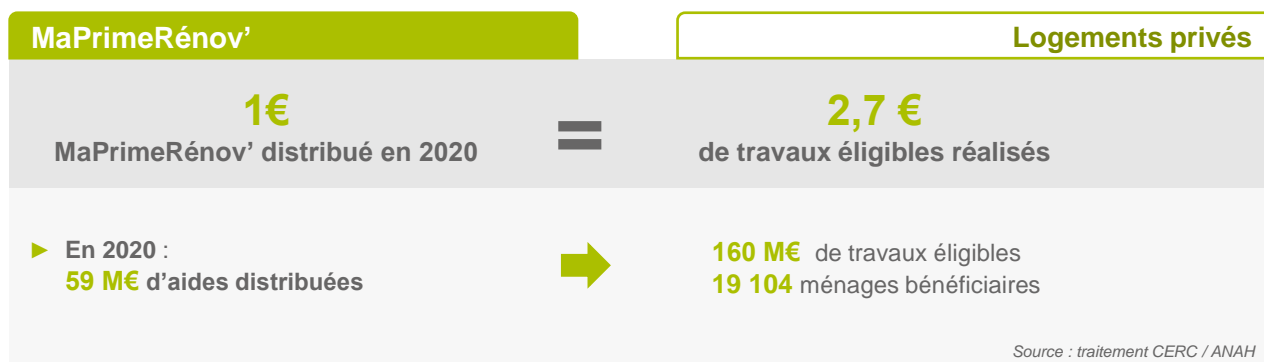 MaPrimeRénov’
Logements privés
1€
MaPrimeRénov’ distribué en 2020
=
2,7 €
de travaux éligibles réalisés
► En 2020 :
59 M€ d’aides distribuées
160 M€ de travaux éligibles
19 104 ménages bénéficiaires
Source : traitement CERC / ANAH